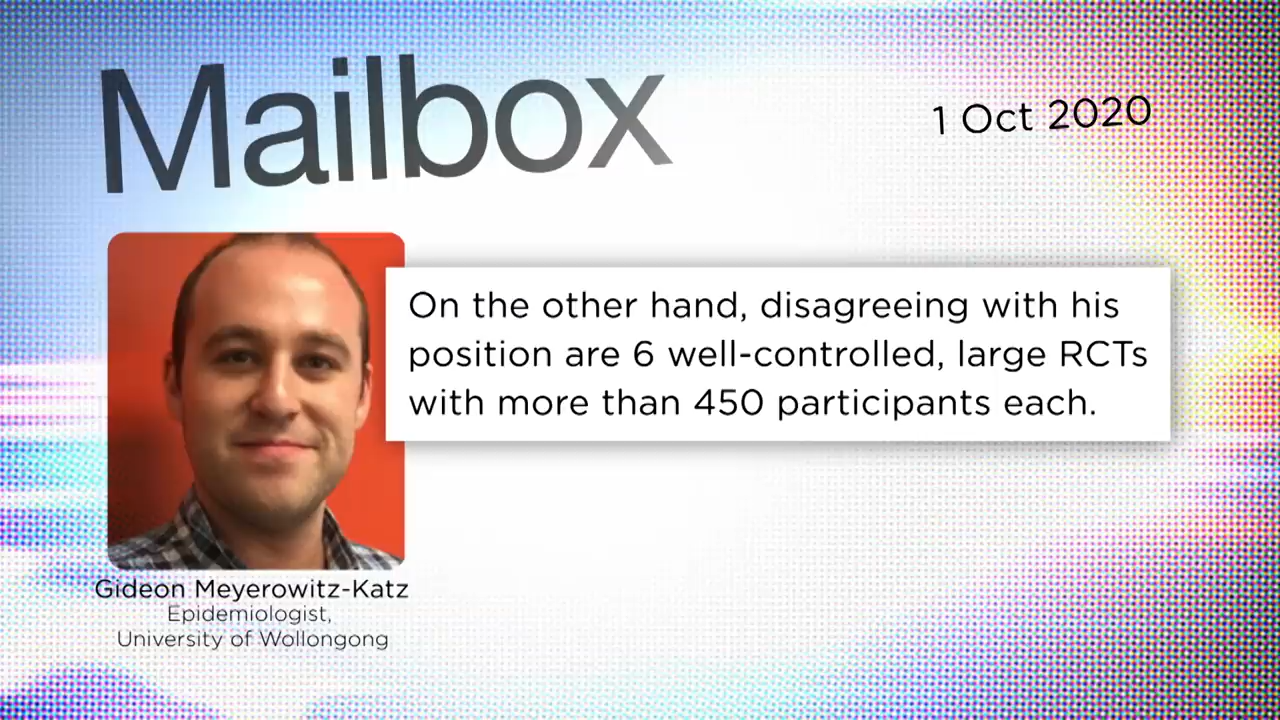 Mailbox
1 Oct 2020
On the other hand, disagreeing with his
position are 6 well-controlled, large RCTs
with more than 450 participants each.
Gideon Meyerowitz-Katz
Epidemiologist,
University of Wollongong